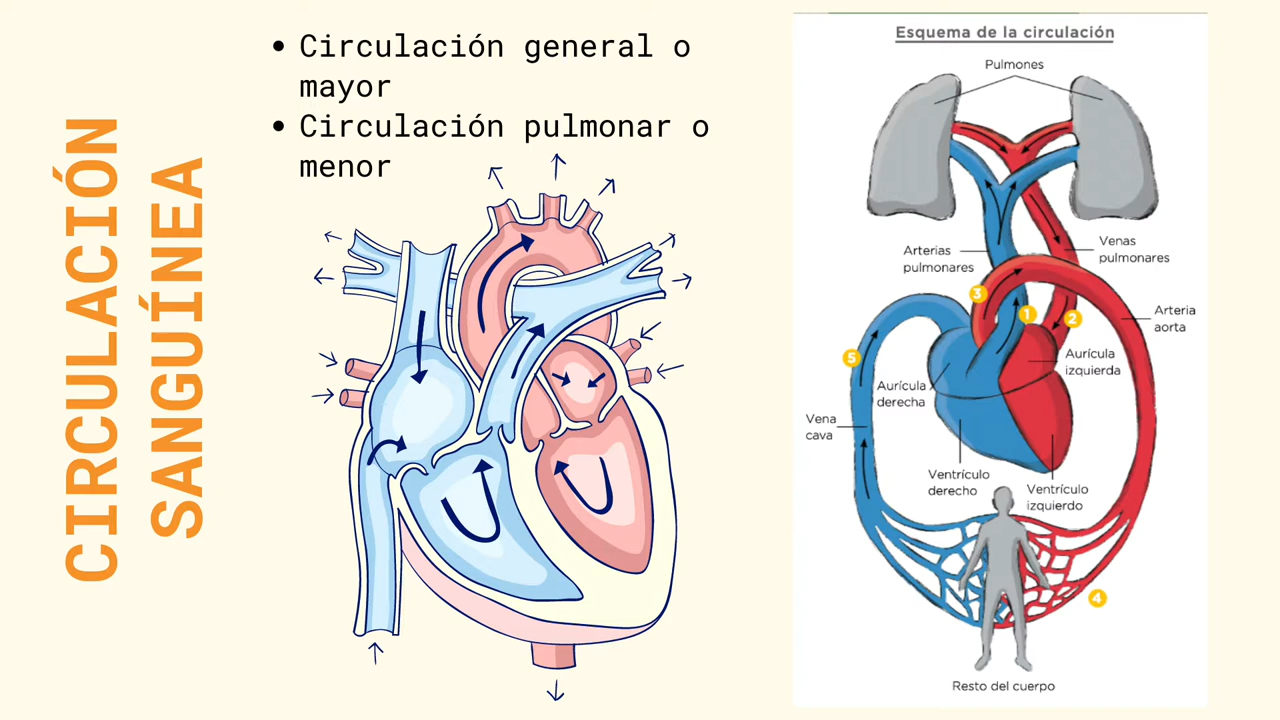 CIRCULACIÓN
SANGUÍNEA
• Circulación general o
mayor
• Circulación pulmonar o
menor
Esquema de la circulación
Pulmones
Arterias
pulmonares
Venas
pulmonares
3
1
2
Arteria
aorta
5
Aurícula
izquierda
Aurícula
derecha
Vena
cava
Ventrículo
derecho
Ventrículo
izquierdo
4
Resto del cuerpo